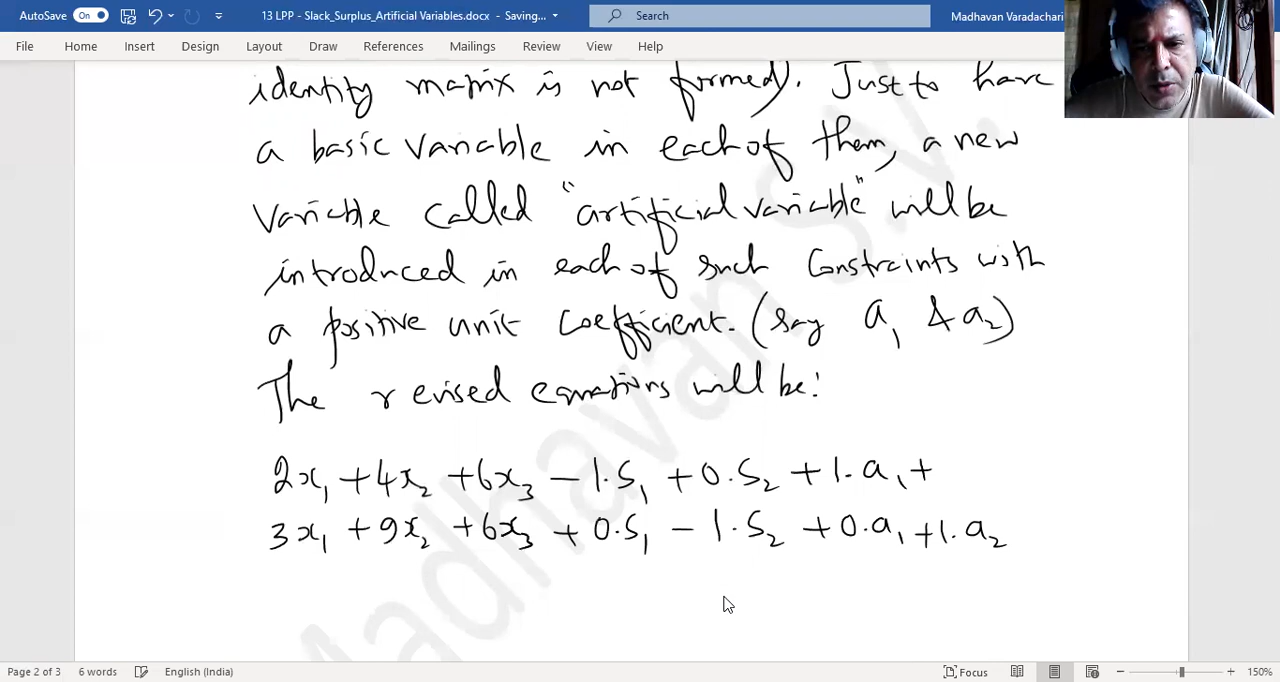 AutoSave On 13 LPP - Slack_Surplus_Artificial Variables.docx - Saving... Search Madhavan Varadachari
File Home Insert Design Layout Draw References Mailings Review View Help
identity matrix is not formed). Just to have
a basic variable in each of them, a new
variable called "artificial variable" will be
introduced in each of such constraints with
a positive unit coefficient. (say a₁ & a₂)
The revised equations will be:
2x₁ + 4x₂ + 6x₃ - 1.S₁ + 0.S₂ + 1.a₁ +
3x₁ + 9x₂ + 6x₃ + 0.S₁ - 1.S₂ + 0.a₁ + 1.a₂
Madhavan S.V.
Page 2 of 3 6 words English (India) Focus 150%